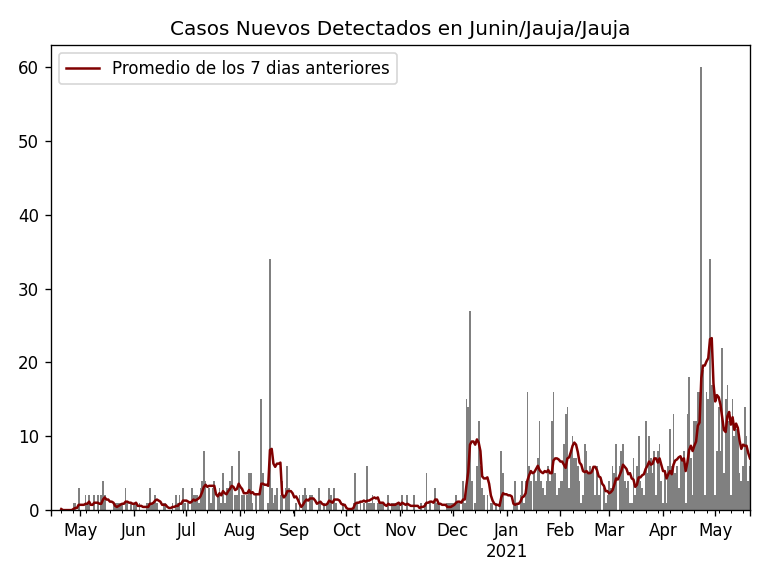 Casos Nuevos Detectados en Junin/Jauja/Jauja
Promedio de los 7 dias anteriores
60
50
40
30
20
10
0
May Jun Jul Aug Sep Oct Nov Dec Jan Feb Mar Apr May
2021